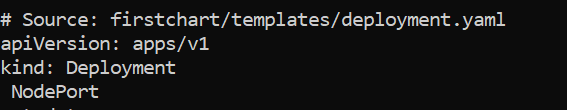 # Source: firstchart/templates/deployment.yaml
apiVersion: apps/v1
kind: Deployment
 NodePort